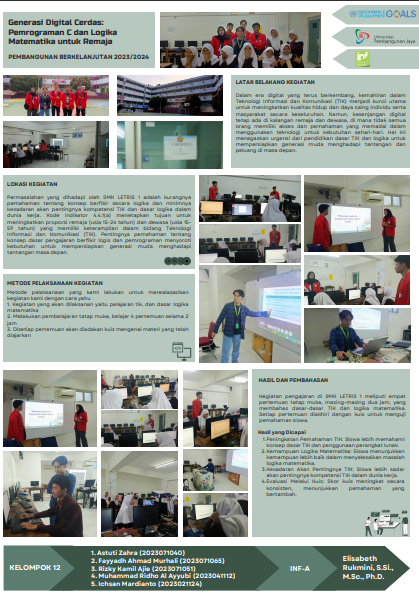 Generasi Digital Cerdas:
Pemrograman C dan Logika
Matematika untuk Remaja
PEMBANGUNAN BERKELANJUTAN 2023/2024
GOALS
Universitas
Pembangunan Jaya
LATAR BELAKANG KEGIATAN
Dalam era digital yang terus berkembang, kemahiran dalam
Teknologi Informasi dan Komunikasi (TIK) menjadi kunci utama
untuk meningkatkan kualitas hidup dan daya saing individu serta
masyarakat secara keseluruhan. Namun, kesenjangan digital
tetap ada di kalangan remaja dan dewasa, di mana tidak semua
orang memiliki akses dan pemahaman yang memadai dalam
menggunakan teknologi untuk kebutuhan sehari-hari. Hal ini
menegaskan urgensi dari pendidikan dasar TIK dan logika untuk
mempersiapkan generasi muda menghadapi tantangan dan
peluang di masa depan.
LOKASI KEGIATAN
Permasalahan yang dihadapi oleh SMK LETRIS 1 adalah kurangnya
pemahaman tentang konsep berfikir secara logika dan minimnya
kesadaran akan pentingnya kompetensi TIK dan dasar logika dalam
dunia kerja. Kode indikator 4.4.1(a) menetapkan tujuan untuk
meningkatkan proporsi remaja (usia 15-24 tahun) dan dewasa (usia 15-
59 tahun) yang memiliki keterampilan dalam bidang Teknologi
Informasi dan Komunikasi (TIK). Pentingnya pemahaman tentang
konsep dasar pengajaran berfikir logis dan pemrograman menyoroti
kebutuhan untuk mempersiapkan generasi muda menghadapi
tantangan masa depan.
METODE PELAKSANAAN KEGIATAN
Metode pelaksanaan yang kami lakukan untuk merealisasikan
kegiatan kami dengan cara yaitu
1. Kegiatan yang akan dilaksanan yaitu pelajaran tik, dan dasar logika
matematika
2. Melakukan pembelajaran tatap muka, belajar 4 pertemuan selama 2
jam
3. Disetiap pertemuan akan diadakan kuiz mengenai materi yang telah
diajarkan
HASIL DAN PEMBAHASAN
Kegiatan pengajaran di SMK LETRIS 1 meliputi empat
pertemuan tatap muka, masing-masing dua jam, yang
membahas dasar-dasar TIK dan logika matematika.
Setiap pertemuan diakhiri dengan kuis untuk menguji
pemahaman siswa.
Hasil yang Dicapai
1. Peningkatan Pemahaman TIK: Siswa lebih memahami
konsep dasar TIK dan penggunaan perangkat lunak.
2. Kemampuan Logika Matematika: Siswa menunjukkan
kemampuan lebih baik dalam menyelesaikan masalah
logika matematika.
3. Kesadaran Akan Pentingnya TIK: Siswa lebih sadar
akan pentingnya kompetensi TIK dalam dunia kerja.
4. Evaluasi Melalui Kuis: Skor kuis meningkat secara
konsisten, menunjukkan pemahaman yang
bertambah.
KELOMPOK 12
1. Astuti Zahra (2023071040)
2. Fayyadh Ahmad Murhali (2023071065)
3. Rizky Kamil Ajie (2023071051)
4. Muhammad Ridho Al Ayyubi (2023041112)
5. Ichsan Mardianto (2023021124)
INF-A
Elisabeth
Rukmini, S.Si.,
M.Sc., Ph.D.